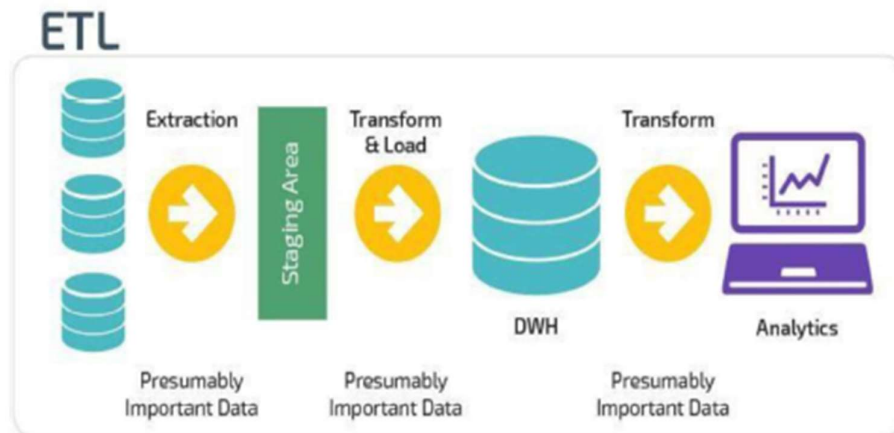 ETL
Extraction
Staging Area
Transform
& Load
Transform
DWH
Analytics
Presumably
Important Data
Presumably
Important Data
Presumably
Important Data